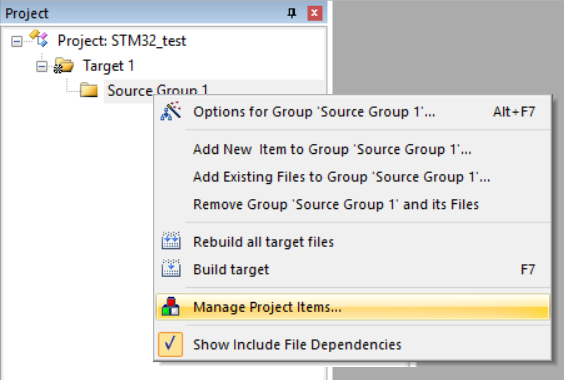 Project
Project: STM32_test
Target 1
Source Group 1
Options for Group 'Source Group 1'... Alt+F7
Add New Item to Group 'Source Group 1'...
Add Existing Files to Group 'Source Group 1'...
Remove Group 'Source Group 1' and its Files
Rebuild all target files
Build target F7
Manage Project Items...
Show Include File Dependencies